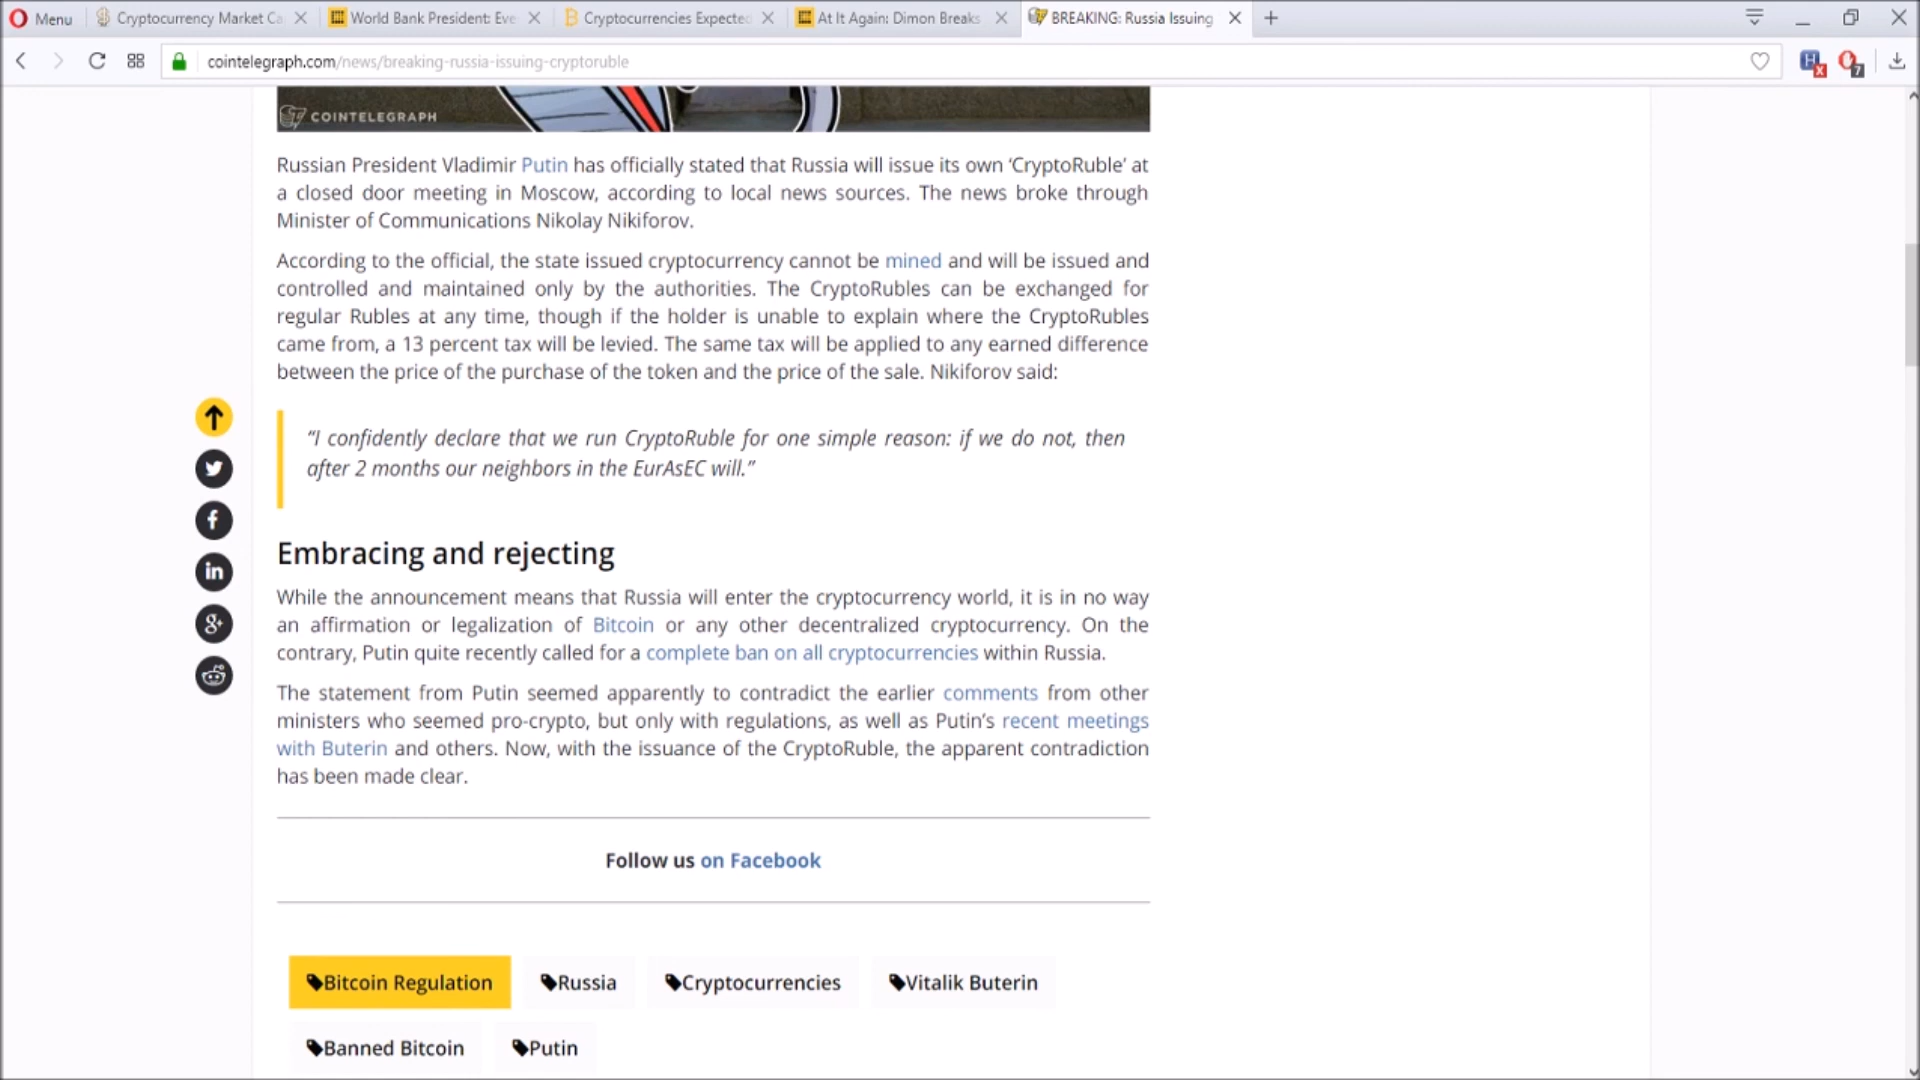 Menu
Cryptocurrency Market Ca
World Bank President: Eve
Cryptocurrencies Expected
At It Again: Dimon Breaks
BREAKING: Russia Issuing
cointelegraph.com/news/breaking-russia-issuing-cryptoruble
H
x
7
COINTELEGRAPH
Russian President Vladimir Putin has officially stated that Russia will issue its own ‘CryptoRuble’ at
a closed door meeting in Moscow, according to local news sources. The news broke through
Minister of Communications Nikolay Nikiforov.
According to the official, the state issued cryptocurrency cannot be mined and will be issued and
controlled and maintained only by the authorities. The CryptoRubles can be exchanged for
regular Rubles at any time, though if the holder is unable to explain where the CryptoRubles
came from, a 13 percent tax will be levied. The same tax will be applied to any earned difference
between the price of the purchase of the token and the price of the sale. Nikiforov said:
“I confidently declare that we run CryptoRuble for one simple reason: if we do not, then
after 2 months our neighbors in the EurAsEC will.”
Embracing and rejecting
While the announcement means that Russia will enter the cryptocurrency world, it is in no way
an affirmation or legalization of Bitcoin or any other decentralized cryptocurrency. On the
contrary, Putin quite recently called for a complete ban on all cryptocurrencies within Russia.
The statement from Putin seemed apparently to contradict the earlier comments from other
ministers who seemed pro-crypto, but only with regulations, as well as Putin’s recent meetings
with Buterin and others. Now, with the issuance of the CryptoRuble, the apparent contradiction
has been made clear.
Follow us on Facebook
Bitcoin Regulation
Russia
Cryptocurrencies
Vitalik Buterin
Banned Bitcoin
Putin